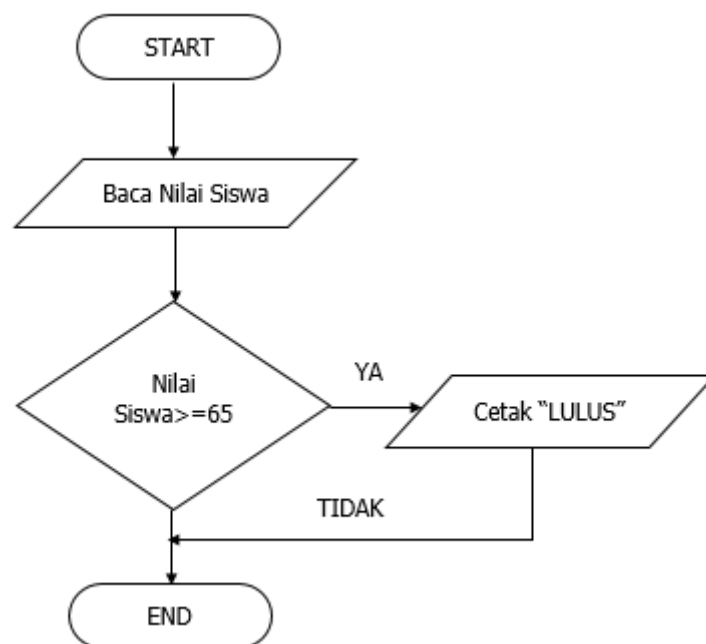 START
Baca Nilai Siswa
Nilai
Siswa>=65
YA
Cetak “LULUS”
TIDAK
END